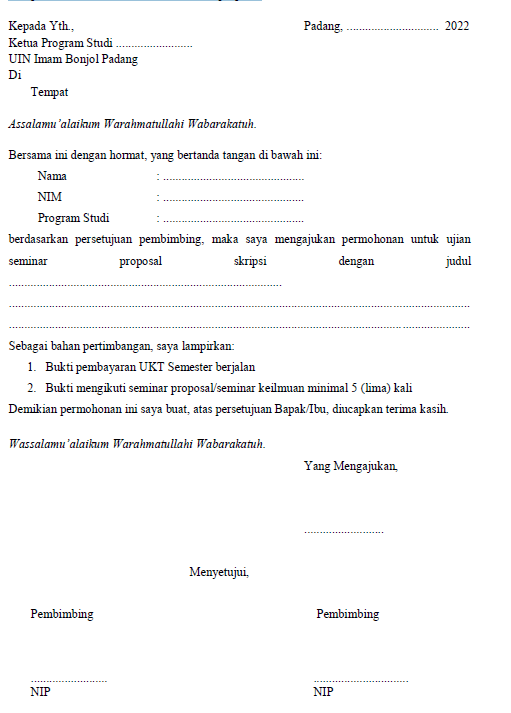 Kepada Yth., Padang, .............................. 2022
Ketua Program Studi .........................
UIN Imam Bonjol Padang
Di
Tempat
Assalamu’alaikum Warahmatullahi Wabarakatuh.
Bersama ini dengan hormat, yang bertanda tangan di bawah ini:
Nama : ..............................................
NIM : ..............................................
Program Studi : ..............................................
berdasarkan persetujuan pembimbing, maka saya mengajukan permohonan untuk ujian
seminar proposal skripsi dengan judul
.........................................................................................
......................................................................................................................................................
......................................................................................................................................................
Sebagai bahan pertimbangan, saya lampirkan:
1. Bukti pembayaran UKT Semester berjalan
2. Bukti mengikuti seminar proposal/seminar keilmuan minimal 5 (lima) kali
Demikian permohonan ini saya buat, atas persetujuan Bapak/Ibu, diucapkan terima kasih.
Wassalamu’alaikum Warahmatullahi Wabarakatuh.
Yang Mengajukan,
..........................
Menyetujui,
Pembimbing Pembimbing
......................... ...............................
NIP NIP